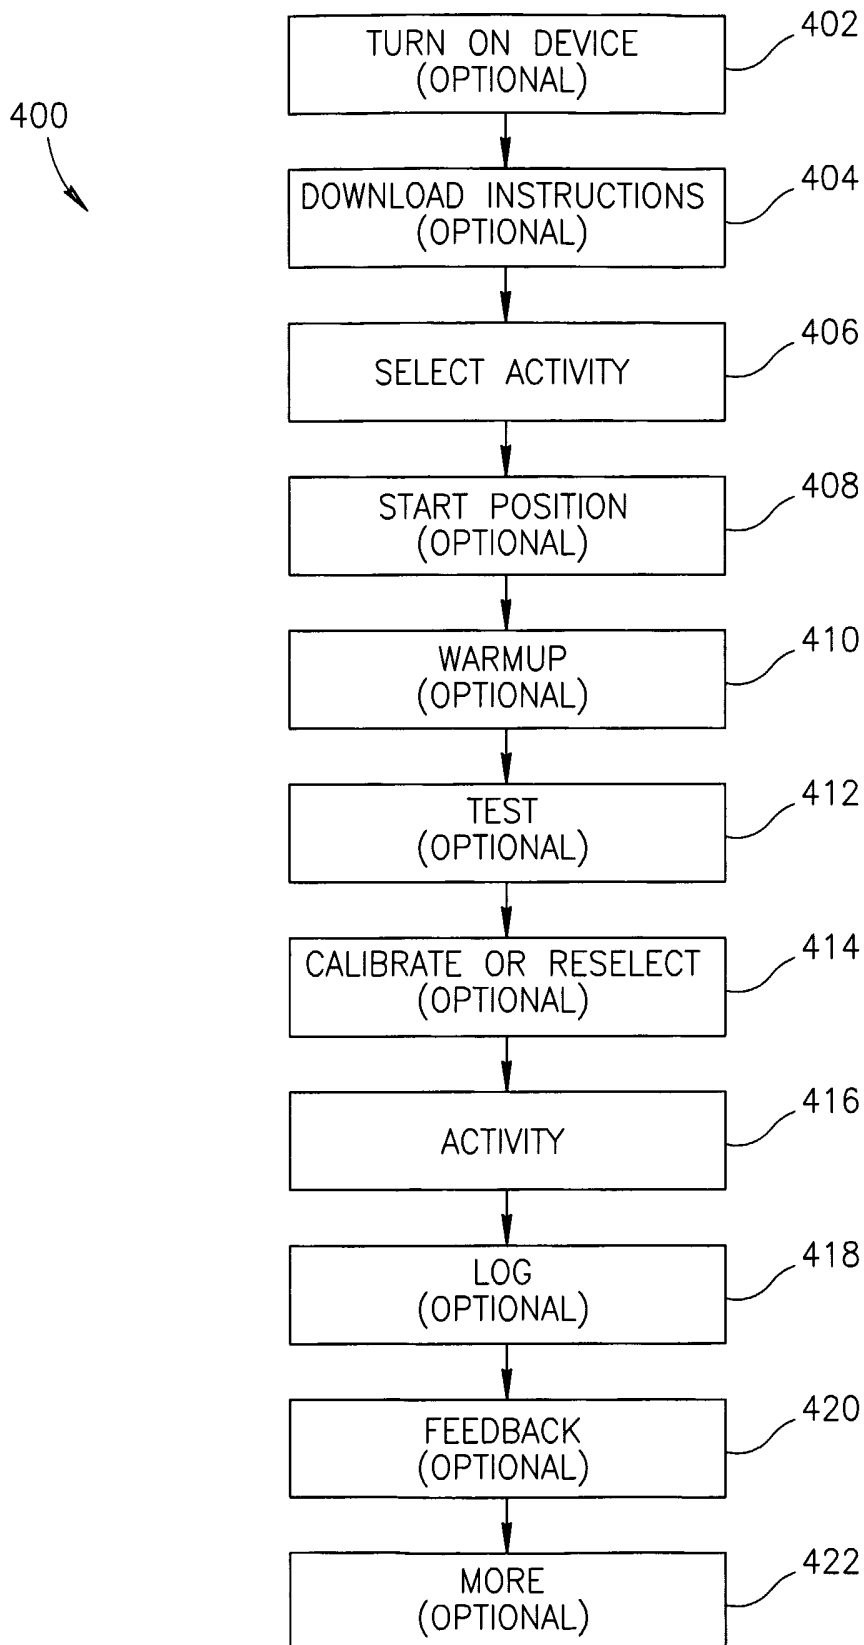 400
TURN ON DEVICE
(OPTIONAL)
402
DOWNLOAD INSTRUCTIONS
(OPTIONAL)
404
SELECT ACTIVITY
406
START POSITION
(OPTIONAL)
408
WARMUP
(OPTIONAL)
410
TEST
(OPTIONAL)
412
CALIBRATE OR RESELECT
(OPTIONAL)
414
ACTIVITY
416
LOG
(OPTIONAL)
418
FEEDBACK
(OPTIONAL)
420
MORE
(OPTIONAL)
422